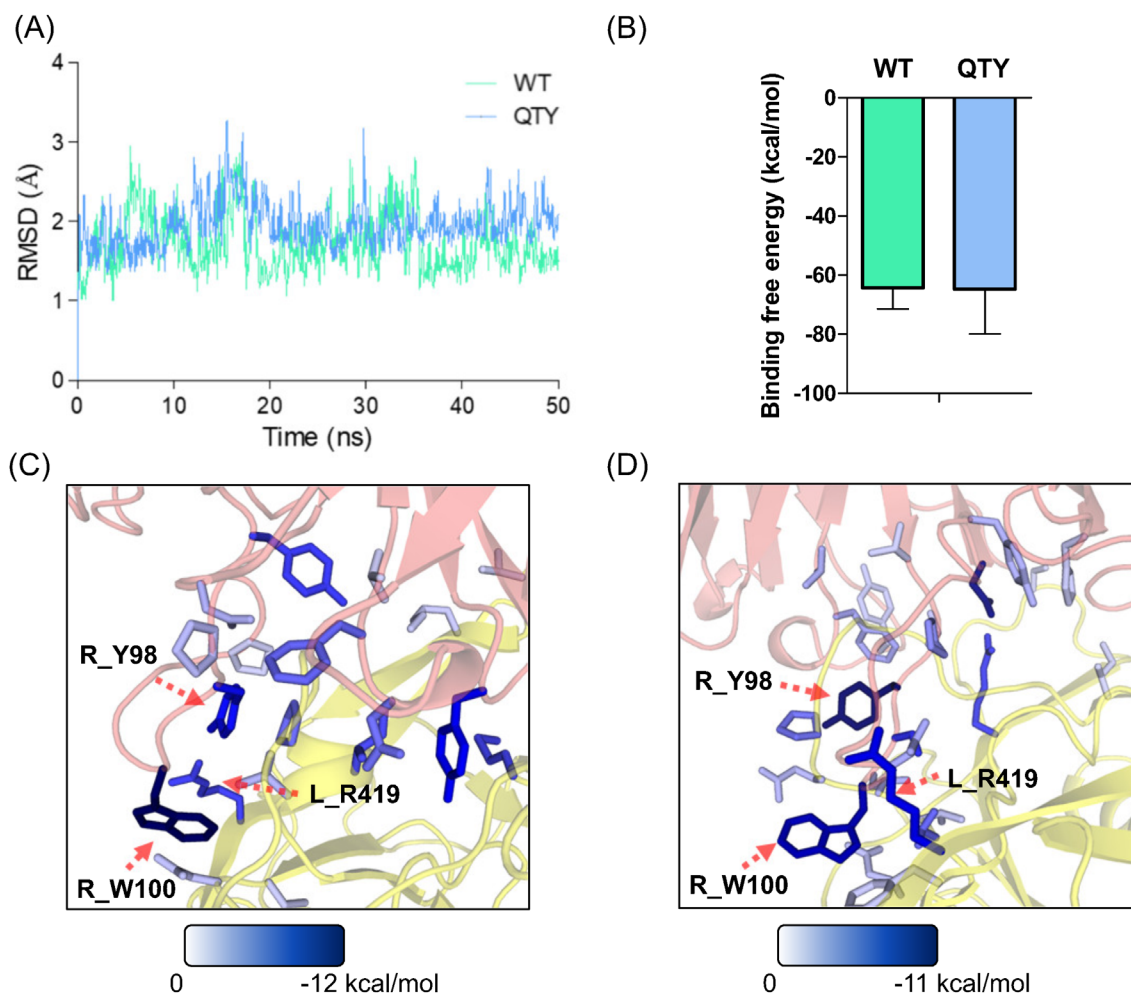 (A)
RMSD (Å)
4
3
2
1
0
0 10 20 30 40 50
Time (ns)
WT
QTY
(B)
WT QTY
Binding free energy (kcal/mol)
0
-20
-40
-60
-80
-100
(C)
R_Y98
L_R419
R_W100
0 -12 kcal/mol
(D)
R_Y98
L_R419
R_W100
0 -11 kcal/mol